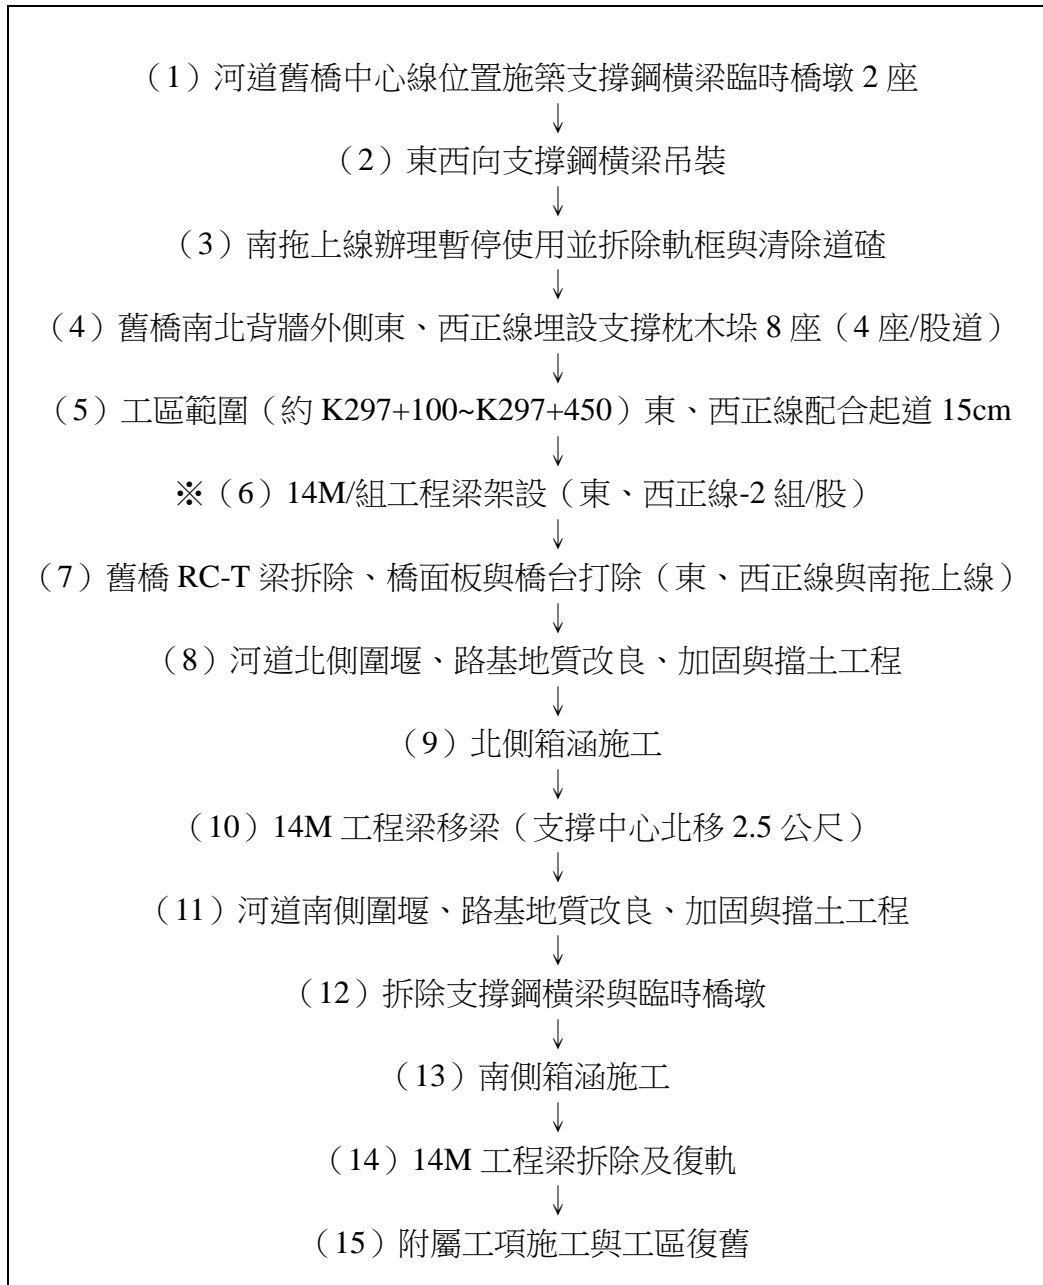 （1）河道舊橋中心線位置施築支撐鋼橫梁臨時橋墩 2 座
↓
（2）東西向支撐鋼橫梁吊裝
↓
（3）南拖上線辦理暫停使用並拆除軌框與清除道碴
↓
（4）舊橋南北背牆外側東、西正線埋設支撐枕木垛 8 座（4 座/股道）
↓
（5）工區範圍（約 K297+100~K297+450）東、西正線配合起道 15cm
↓
※（6）14M/組工程梁架設（東、西正線-2 組/股）
↓
（7）舊橋 RC-T 梁拆除、橋面板與橋台打除（東、西正線與南拖上線）
↓
（8）河道北側圍堰、路基地質改良、加固與擋土工程
↓
（9）北側箱涵施工
↓
（10）14M 工程梁移梁（支撐中心北移 2.5 公尺）
↓
（11）河道南側圍堰、路基地質改良、加固與擋土工程
↓
（12）拆除支撐鋼橫梁與臨時橋墩
↓
（13）南側箱涵施工
↓
（14）14M 工程梁拆除及復軌
↓
（15）附屬工項施工與工區復舊